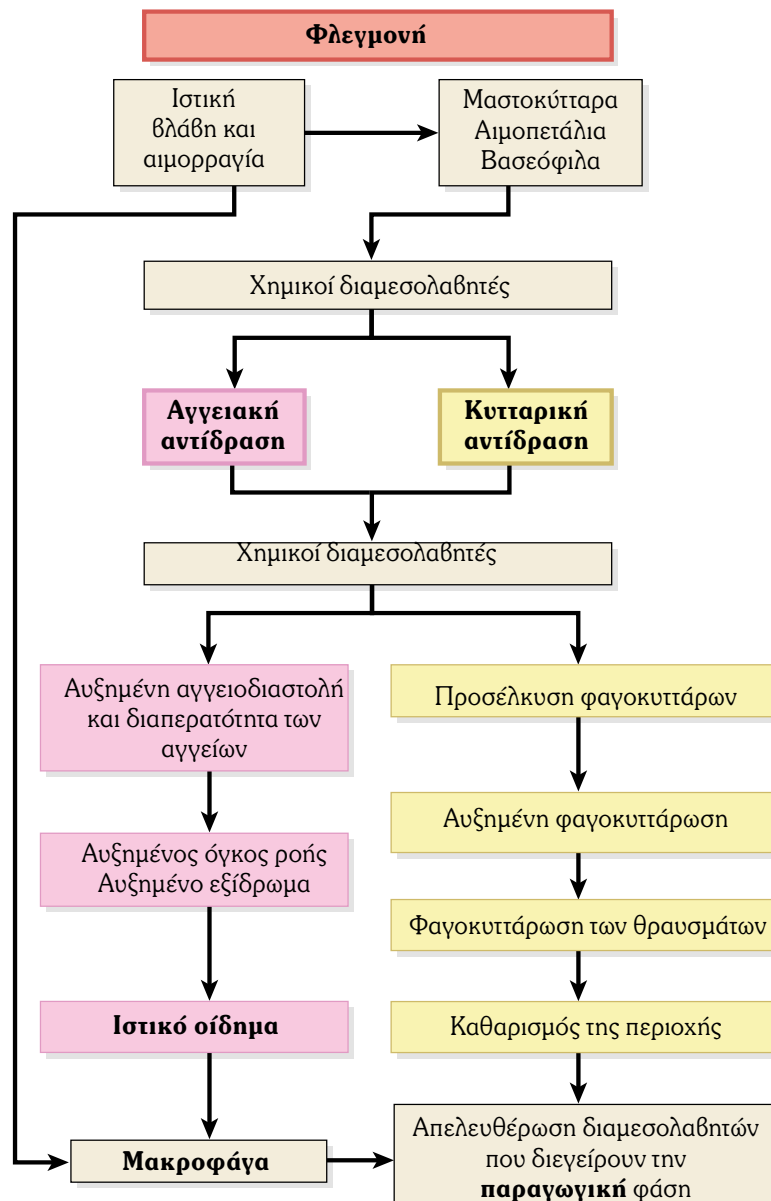 Φλεγμονή
Ιστική
βλάβη και
αιμορραγία
Μαστοκύτταρα
Αιμοπετάλια
Βασεόφιλα
Χημικοί διαμεσολαβητές
Αγγειακή
αντίδραση
Κυτταρική
αντίδραση
Χημικοί διαμεσολαβητές
Αυξημένη αγγειοδιαστολή
και διαπερατότητα των
αγγείων
Προσέλκυση φαγοκυττάρων
Αυξημένη φαγοκυττάρωση
Αυξημένος όγκος ροής
Αυξημένο εξίδρωμα
Φαγοκυττάρωση των θραυσμάτων
Ιστικό οίδημα
Καθαρισμός της περιοχής
Μακροφάγα
Απελευθέρωση διαμεσολαβητών
που διεγείρουν την
παραγωγική φάση